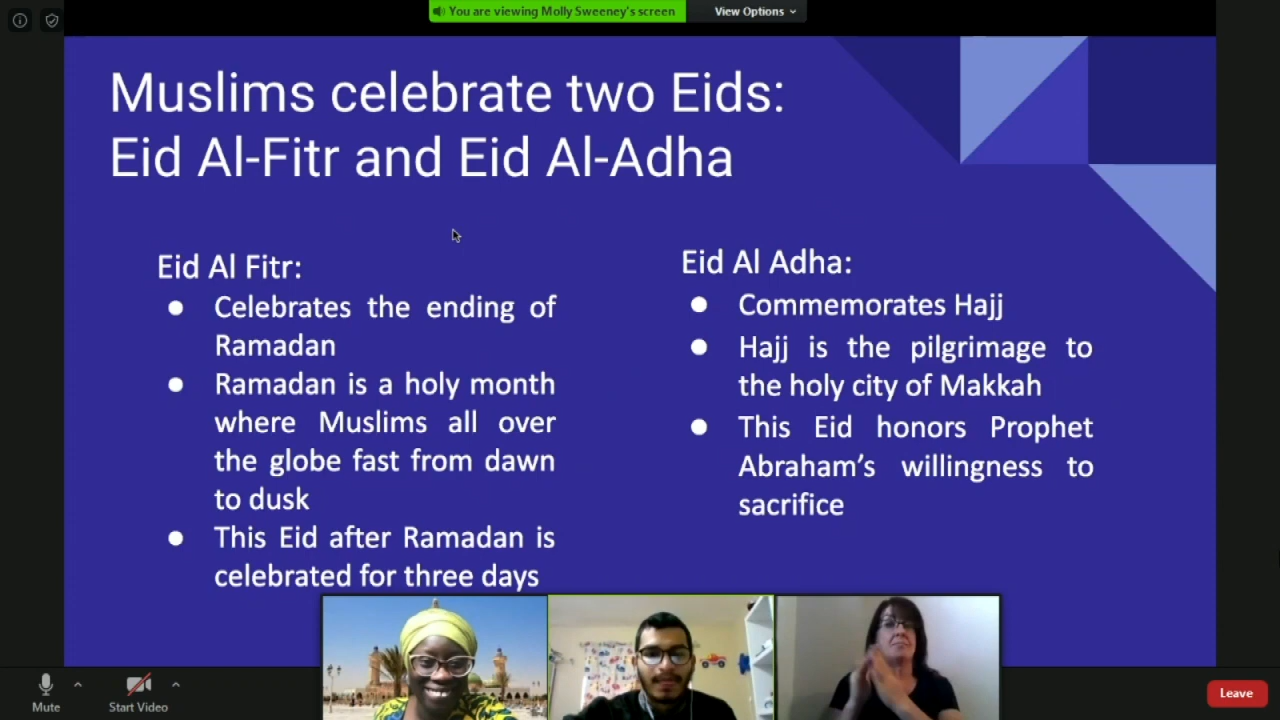 You are viewing Molly Sweeney's screen
View Options
Muslims celebrate two Eids:
Eid Al-Fitr and Eid Al-Adha
Eid Al Fitr:
● Celebrates the ending of
Ramadan
● Ramadan is a holy month
where Muslims all over
the globe fast from dawn
to dusk
● This Eid after Ramadan is
celebrated for three days
Eid Al Adha:
● Commemorates Hajj
● Hajj is the pilgrimage to
the holy city of Makkah
● This Eid honors Prophet
Abraham’s willingness to
sacrifice
Mute
Start Video
Leave